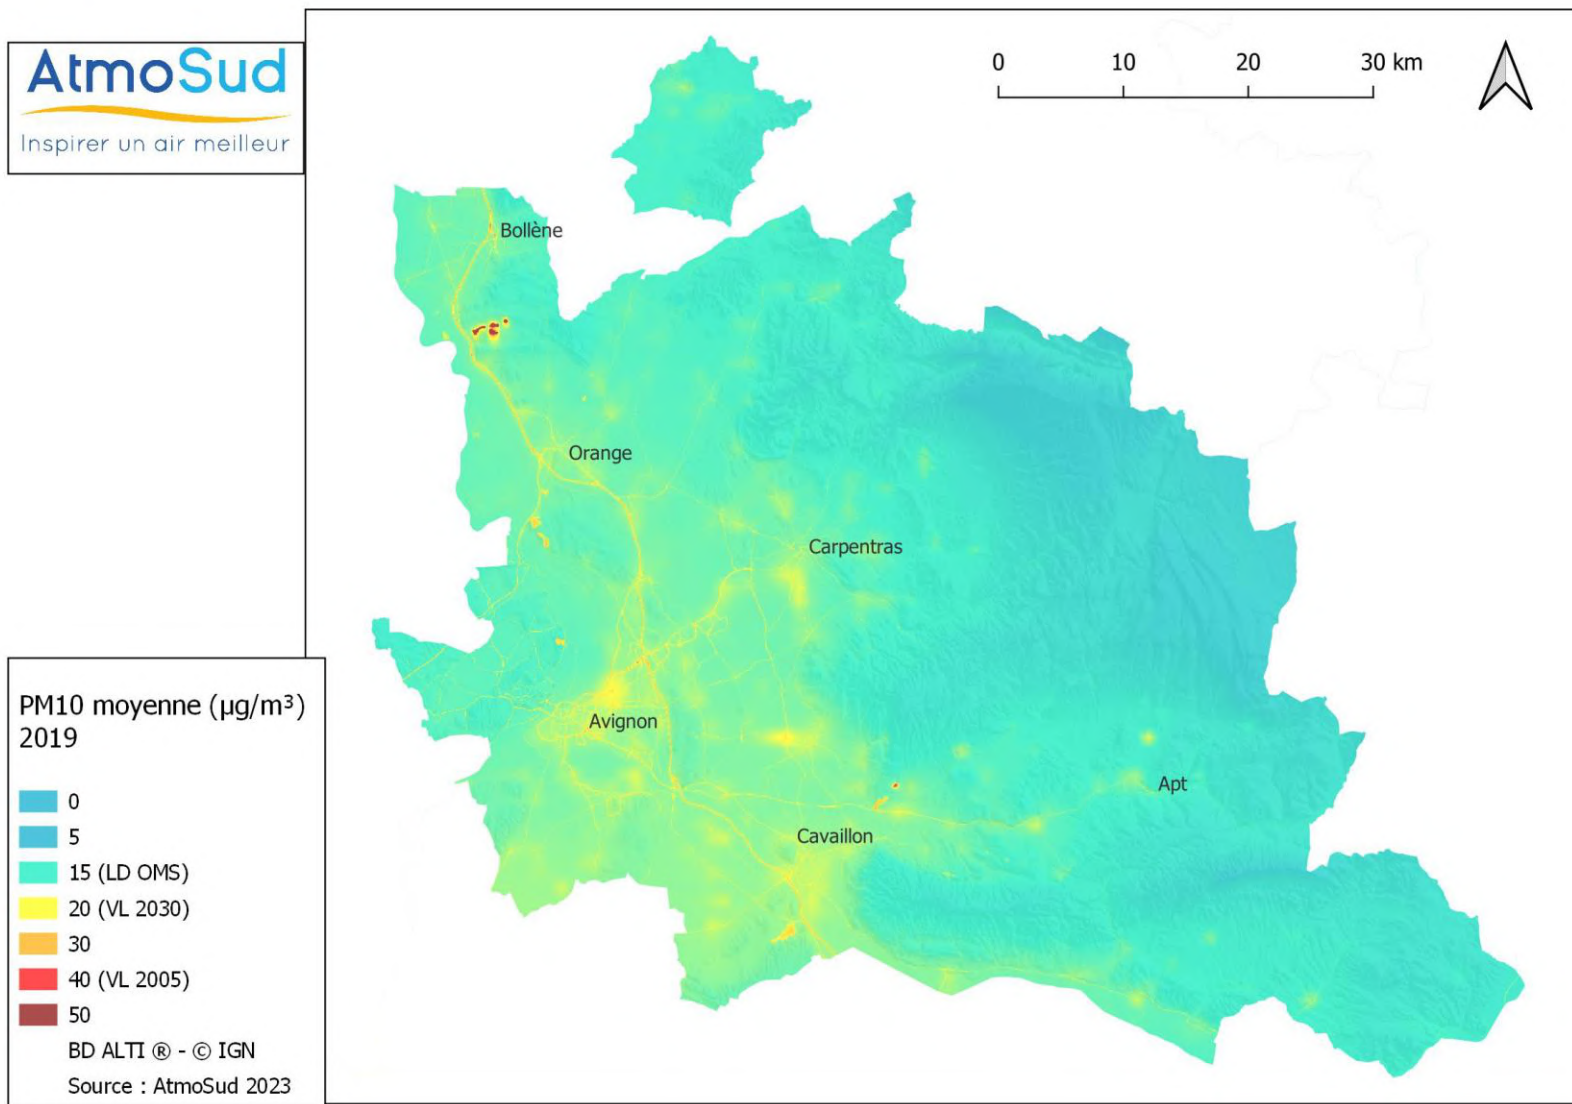 AtmoSud
Inspirer un air meilleur
0 10 20 30 km
Bollène
Orange
Carpentras
Avignon
Apt
Cavaillon
PM10 moyenne (µg/m³)
2019
0
5
15 (LD OMS)
20 (VL 2030)
30
40 (VL 2005)
50
BD ALTI ® - © IGN
Source : AtmoSud 2023